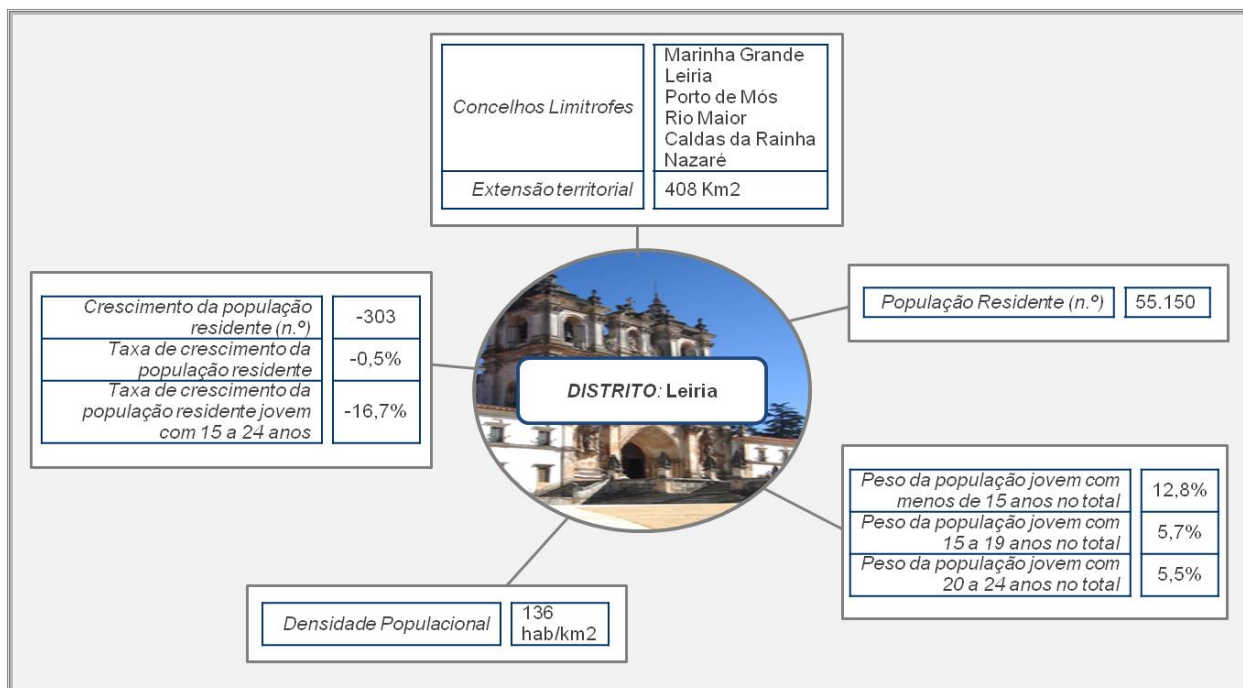 Concelhos Limitrofes
Marinha Grande
Leiria
Porto de Mós
Rio Maior
Caldas da Rainha
Nazaré
Extensão territorial
408 Km2
Crescimento da população
residente (n.º)
-303
Taxa de crescimento da
população residente
-0,5%
Taxa de crescimento da
população residente jovem
com 15 a 24 anos
-16,7%
População Residente (n.º)
55.150
DISTRITO: Leiria
Peso da população jovem com
menos de 15 anos no total
12,8%
Peso da população jovem com
15 a 19 anos no total
5,7%
Peso da população jovem com
20 a 24 anos no total
5,5%
Densidade Populacional
136
hab/km2